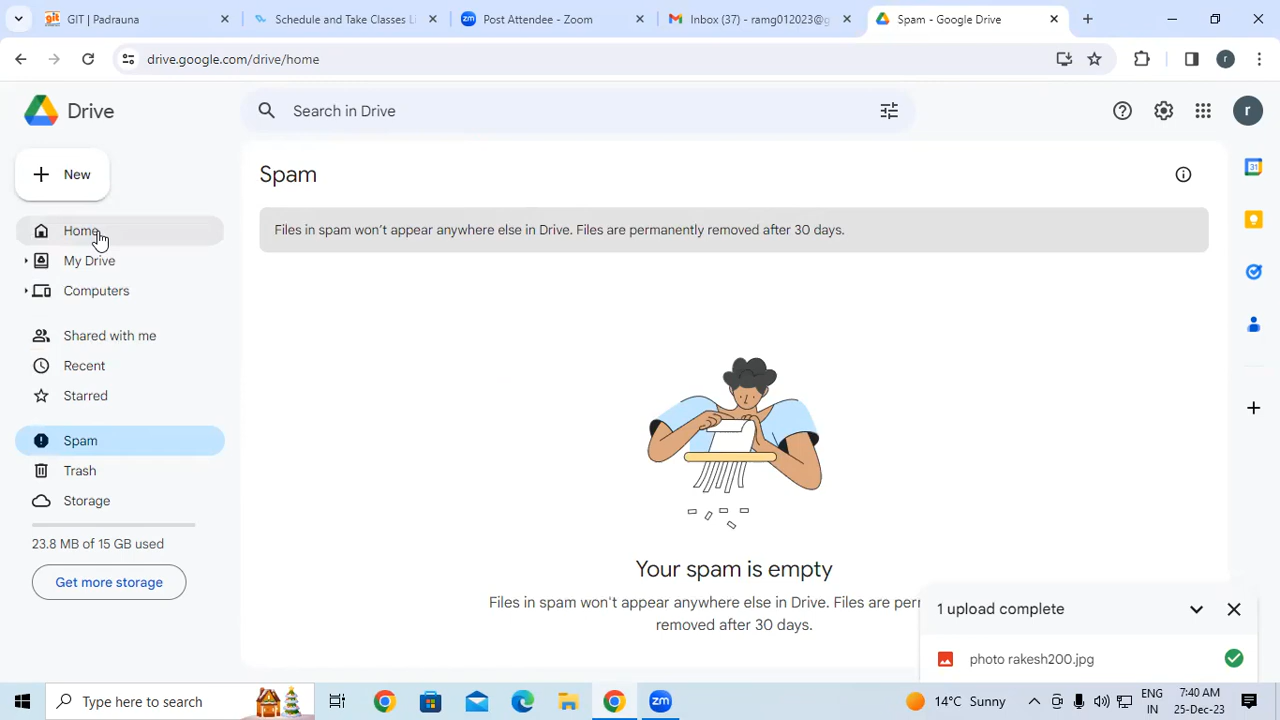 GIT | Padrauna
Schedule and Take Classes Li
zm Post Attendee - Zoom
Inbox (37) - ramg012023@g
Spam - Google Drive
drive.google.com/drive/home
r
Drive
Search in Drive
r
New
Home
My Drive
Computers
Shared with me
Recent
Starred
Spam
Trash
Storage
23.8 MB of 15 GB used
Get more storage
Spam
Files in spam won't appear anywhere else in Drive. Files are permanently removed after 30 days.
Your spam is empty
Files in spam won't appear anywhere else in Drive. Files are per
removed after 30 days.
31
1 upload complete
photo rakesh200.jpg
Type here to search
zm
14°C Sunny
ENG
IN
7:40 AM
25-Dec-23